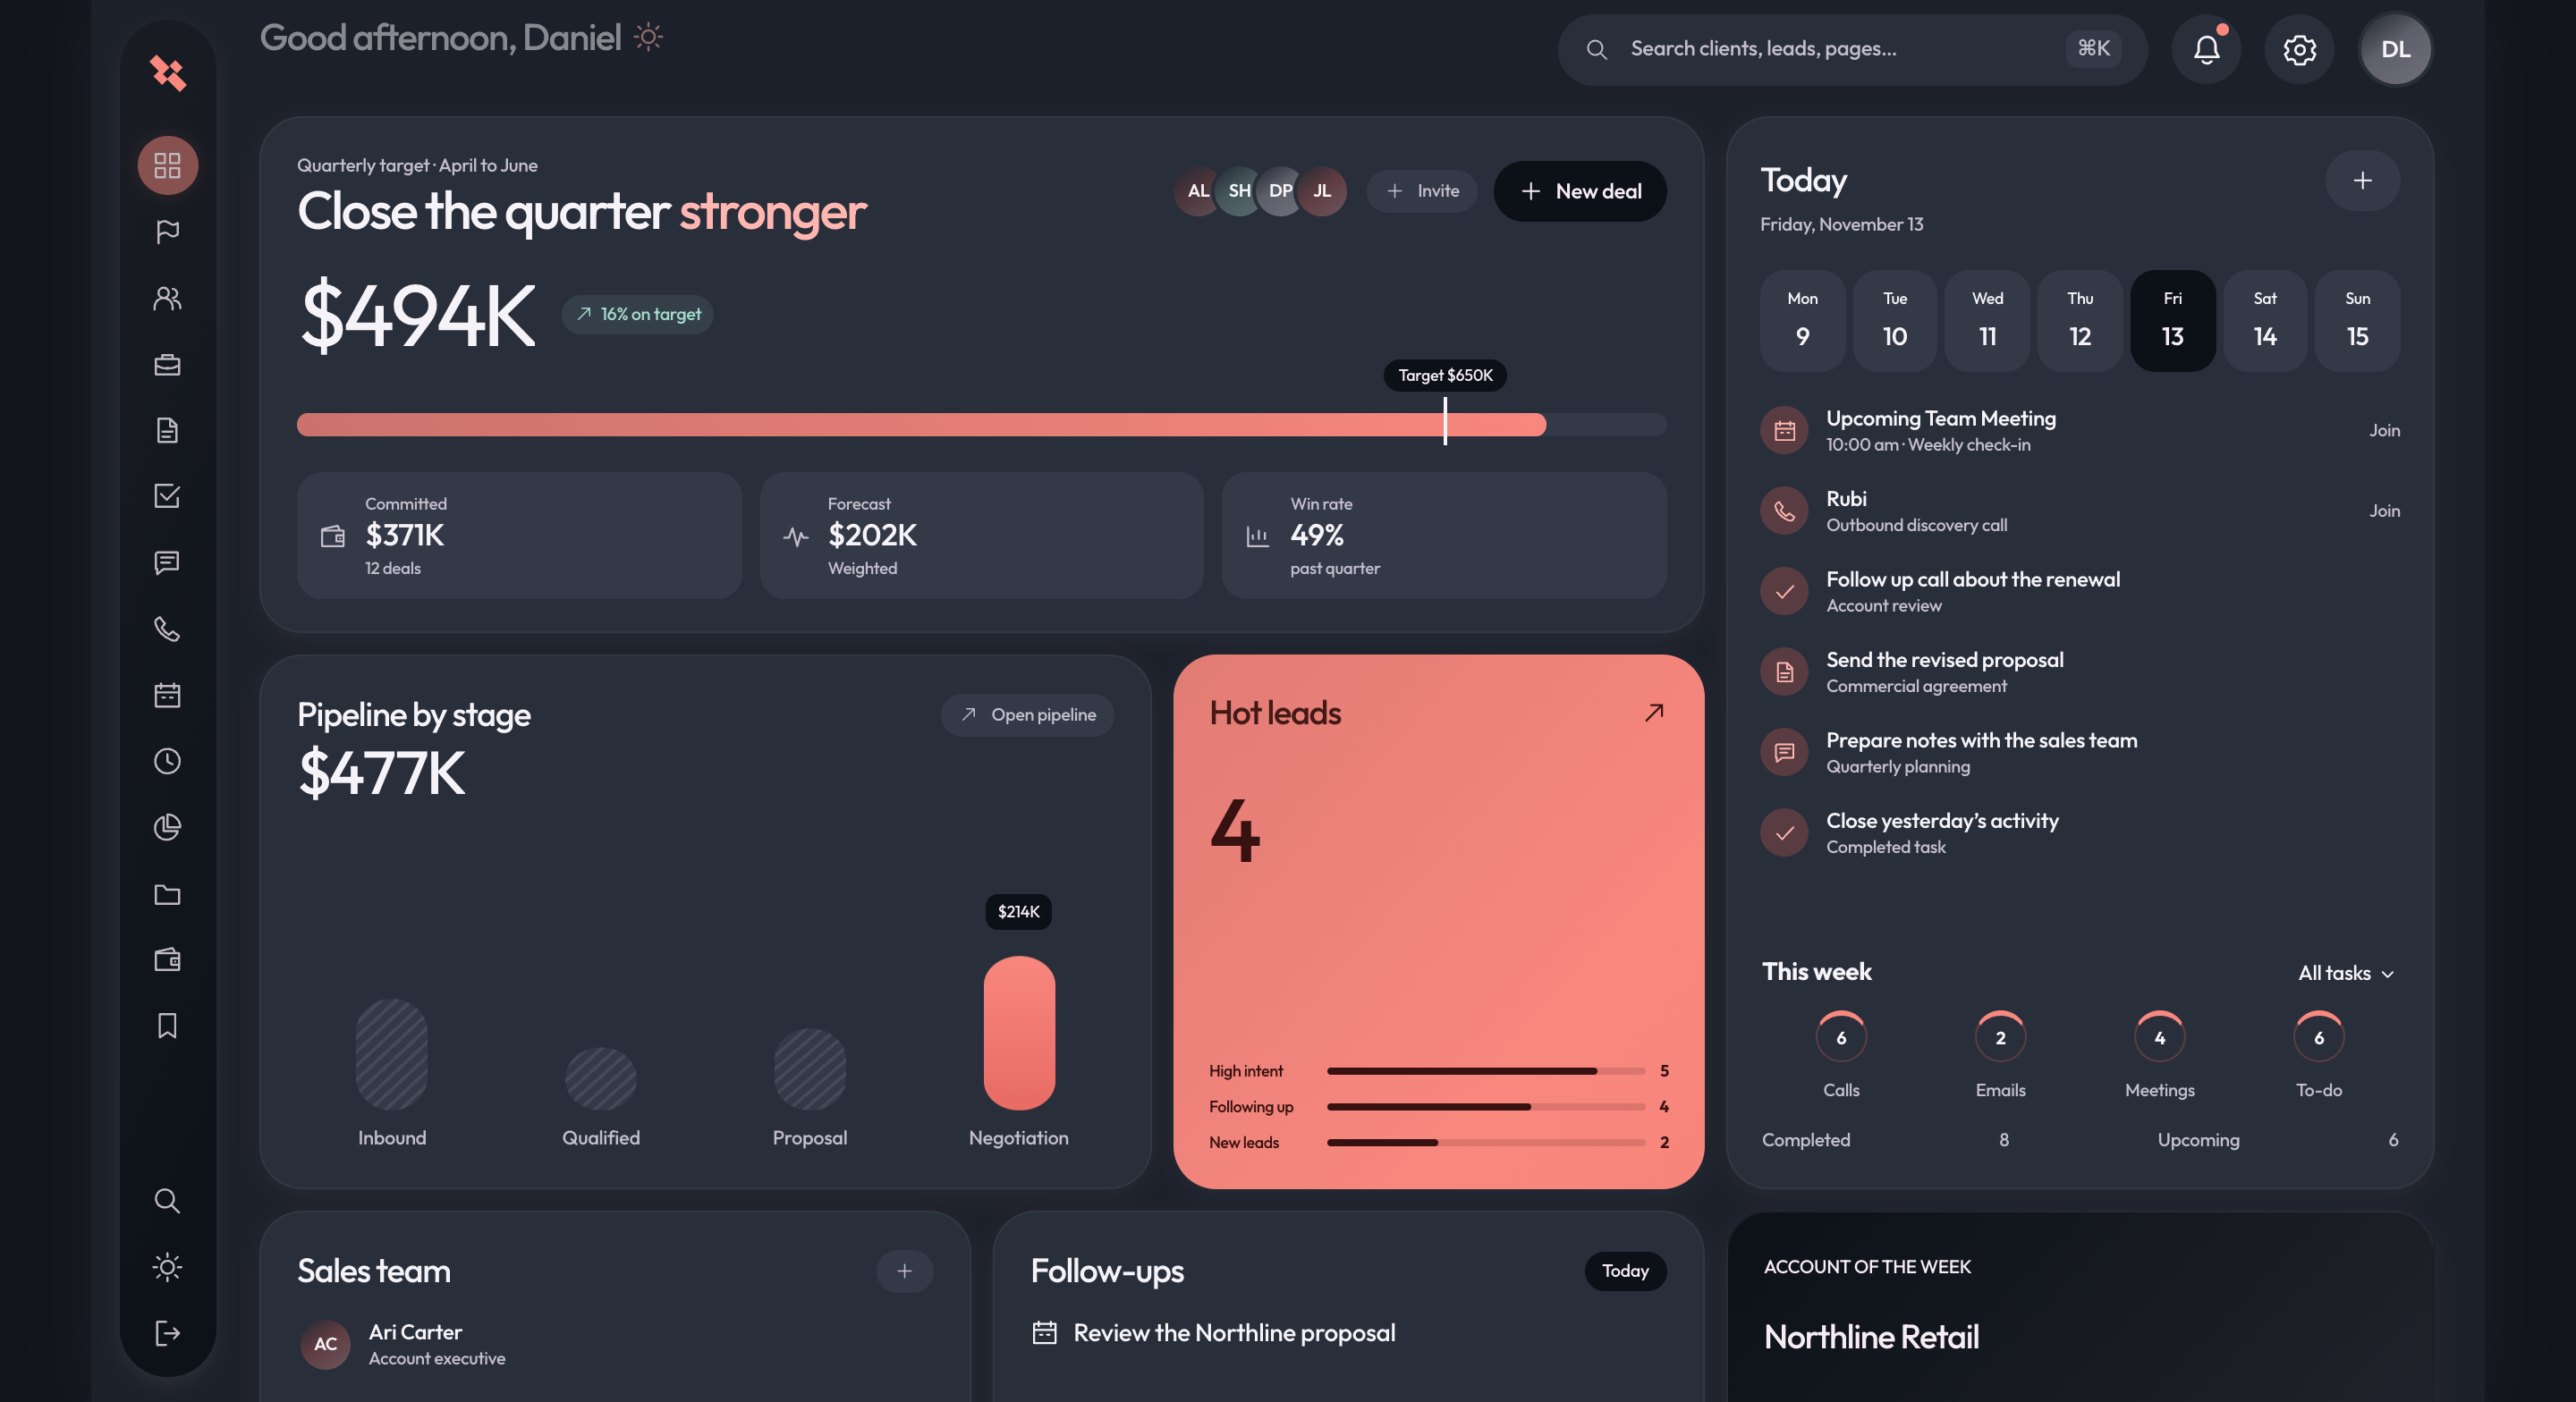 Good afternoon, Daniel
Search clients, leads, pages...
⌘K
DL
Quarterly target · April to June
Close the quarter stronger
AL
SH
DP
JL
Invite
New deal
$494K
16% on target
Target $650K
Committed
$371K
12 deals
Forecast
$202K
Weighted
Win rate
49%
past quarter
Today
Friday, November 13
Mon
9
Tue
10
Wed
11
Thu
12
Fri
13
Sat
14
Sun
15
Upcoming Team Meeting
10:00 am · Weekly check-in
Join
Rubi
Outbound discovery call
Join
Follow up call about the renewal
Account review
Send the revised proposal
Commercial agreement
Prepare notes with the sales team
Quarterly planning
Close yesterday’s activity
Completed task
This week
All tasks
6
Calls
2
Emails
4
Meetings
6
To-do
Completed
8
Upcoming
6
Pipeline by stage
Open pipeline
$477K
$214K
Inbound
Qualified
Proposal
Negotiation
Hot leads
4
High intent
5
Following up
4
New leads
2
Sales team
AC
Ari Carter
Account executive
Follow-ups
Today
Review the Northline proposal
ACCOUNT OF THE WEEK
Northline Retail